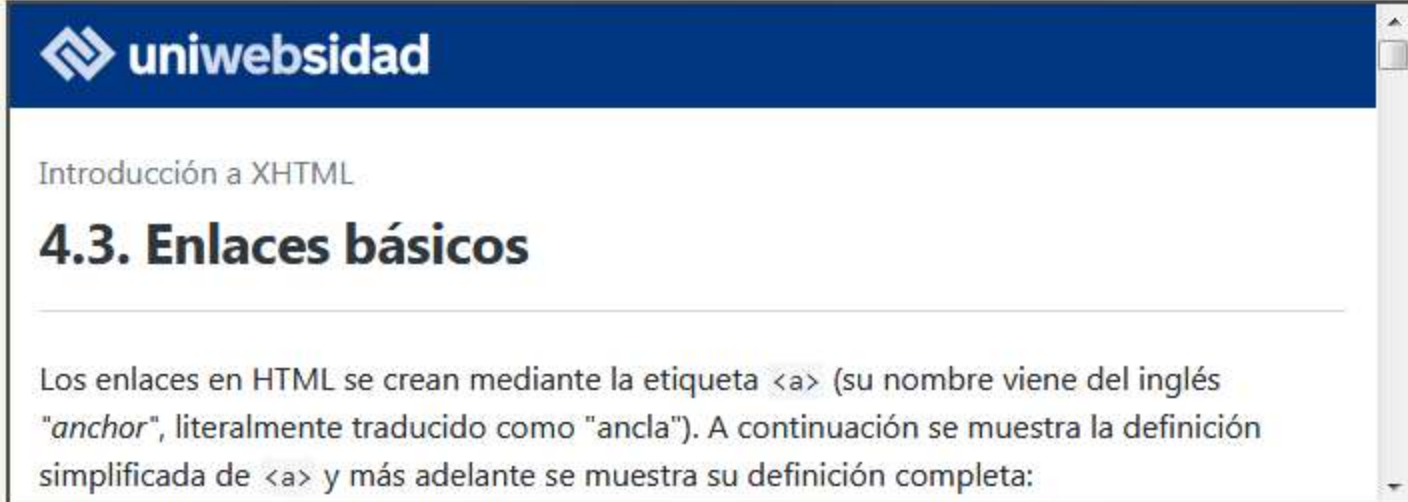 uniwebsidad
Introducción a XHTML
4.3. Enlaces básicos
Los enlaces en HTML se crean mediante la etiqueta <a> (su nombre viene del inglés
"anchor", literalmente traducido como "ancla"). A continuación se muestra la definición
simplificada de <a> y más adelante se muestra su definición completa: